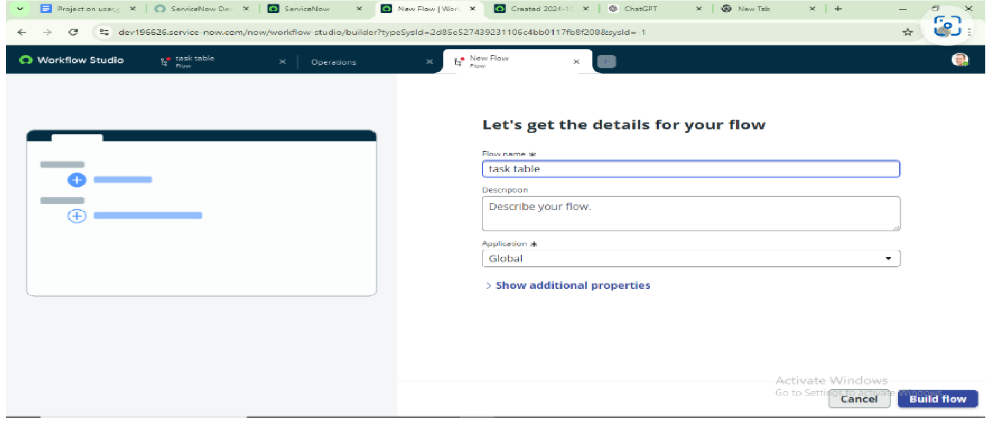 Project on user,g
ServiceNow Dev
ServiceNow
New Flow | Work
Created 2024-10
ChatGPT
New Tab
dev196626.service-now.com/now/workflow-studio/builder?typeSysId=2d85e527439231106c4bb0117fb8f208&sysId=-1
Workflow Studio
task table
Flow
Operations
New Flow
Flow
Let's get the details for your flow
Flow name *
task table
Description
Describe your flow.
Application *
Global
Show additional properties
Activate Windows
Go to Settings to activate Windows.
Cancel
Build flow